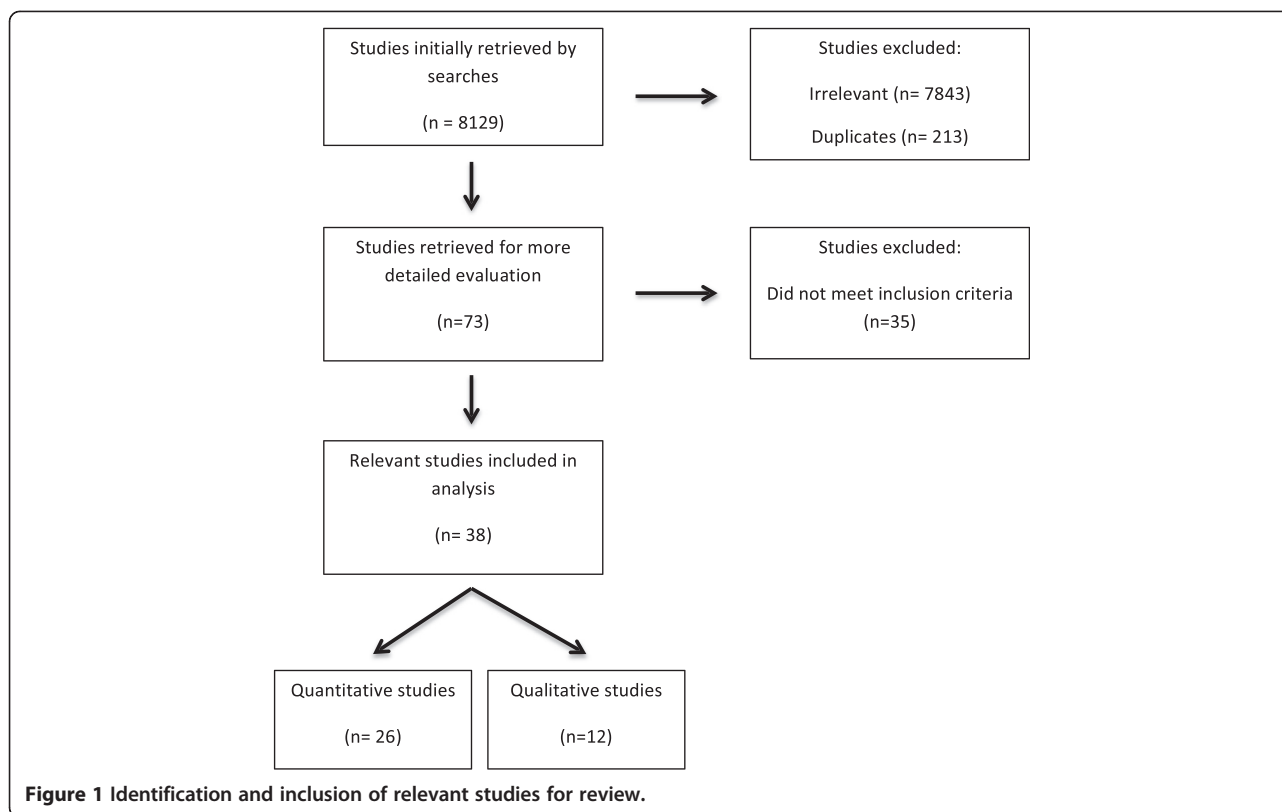 Studies initially retrieved by
searches
(n = 8129)
Studies excluded:
Irrelevant (n= 7843)
Duplicates (n= 213)
Studies retrieved for more
detailed evaluation
(n=73)
Studies excluded:
Did not meet inclusion criteria
(n=35)
Relevant studies included in
analysis
(n= 38)
Quantitative studies
(n= 26)
Qualitative studies
(n=12)
Figure 1 Identification and inclusion of relevant studies for review.